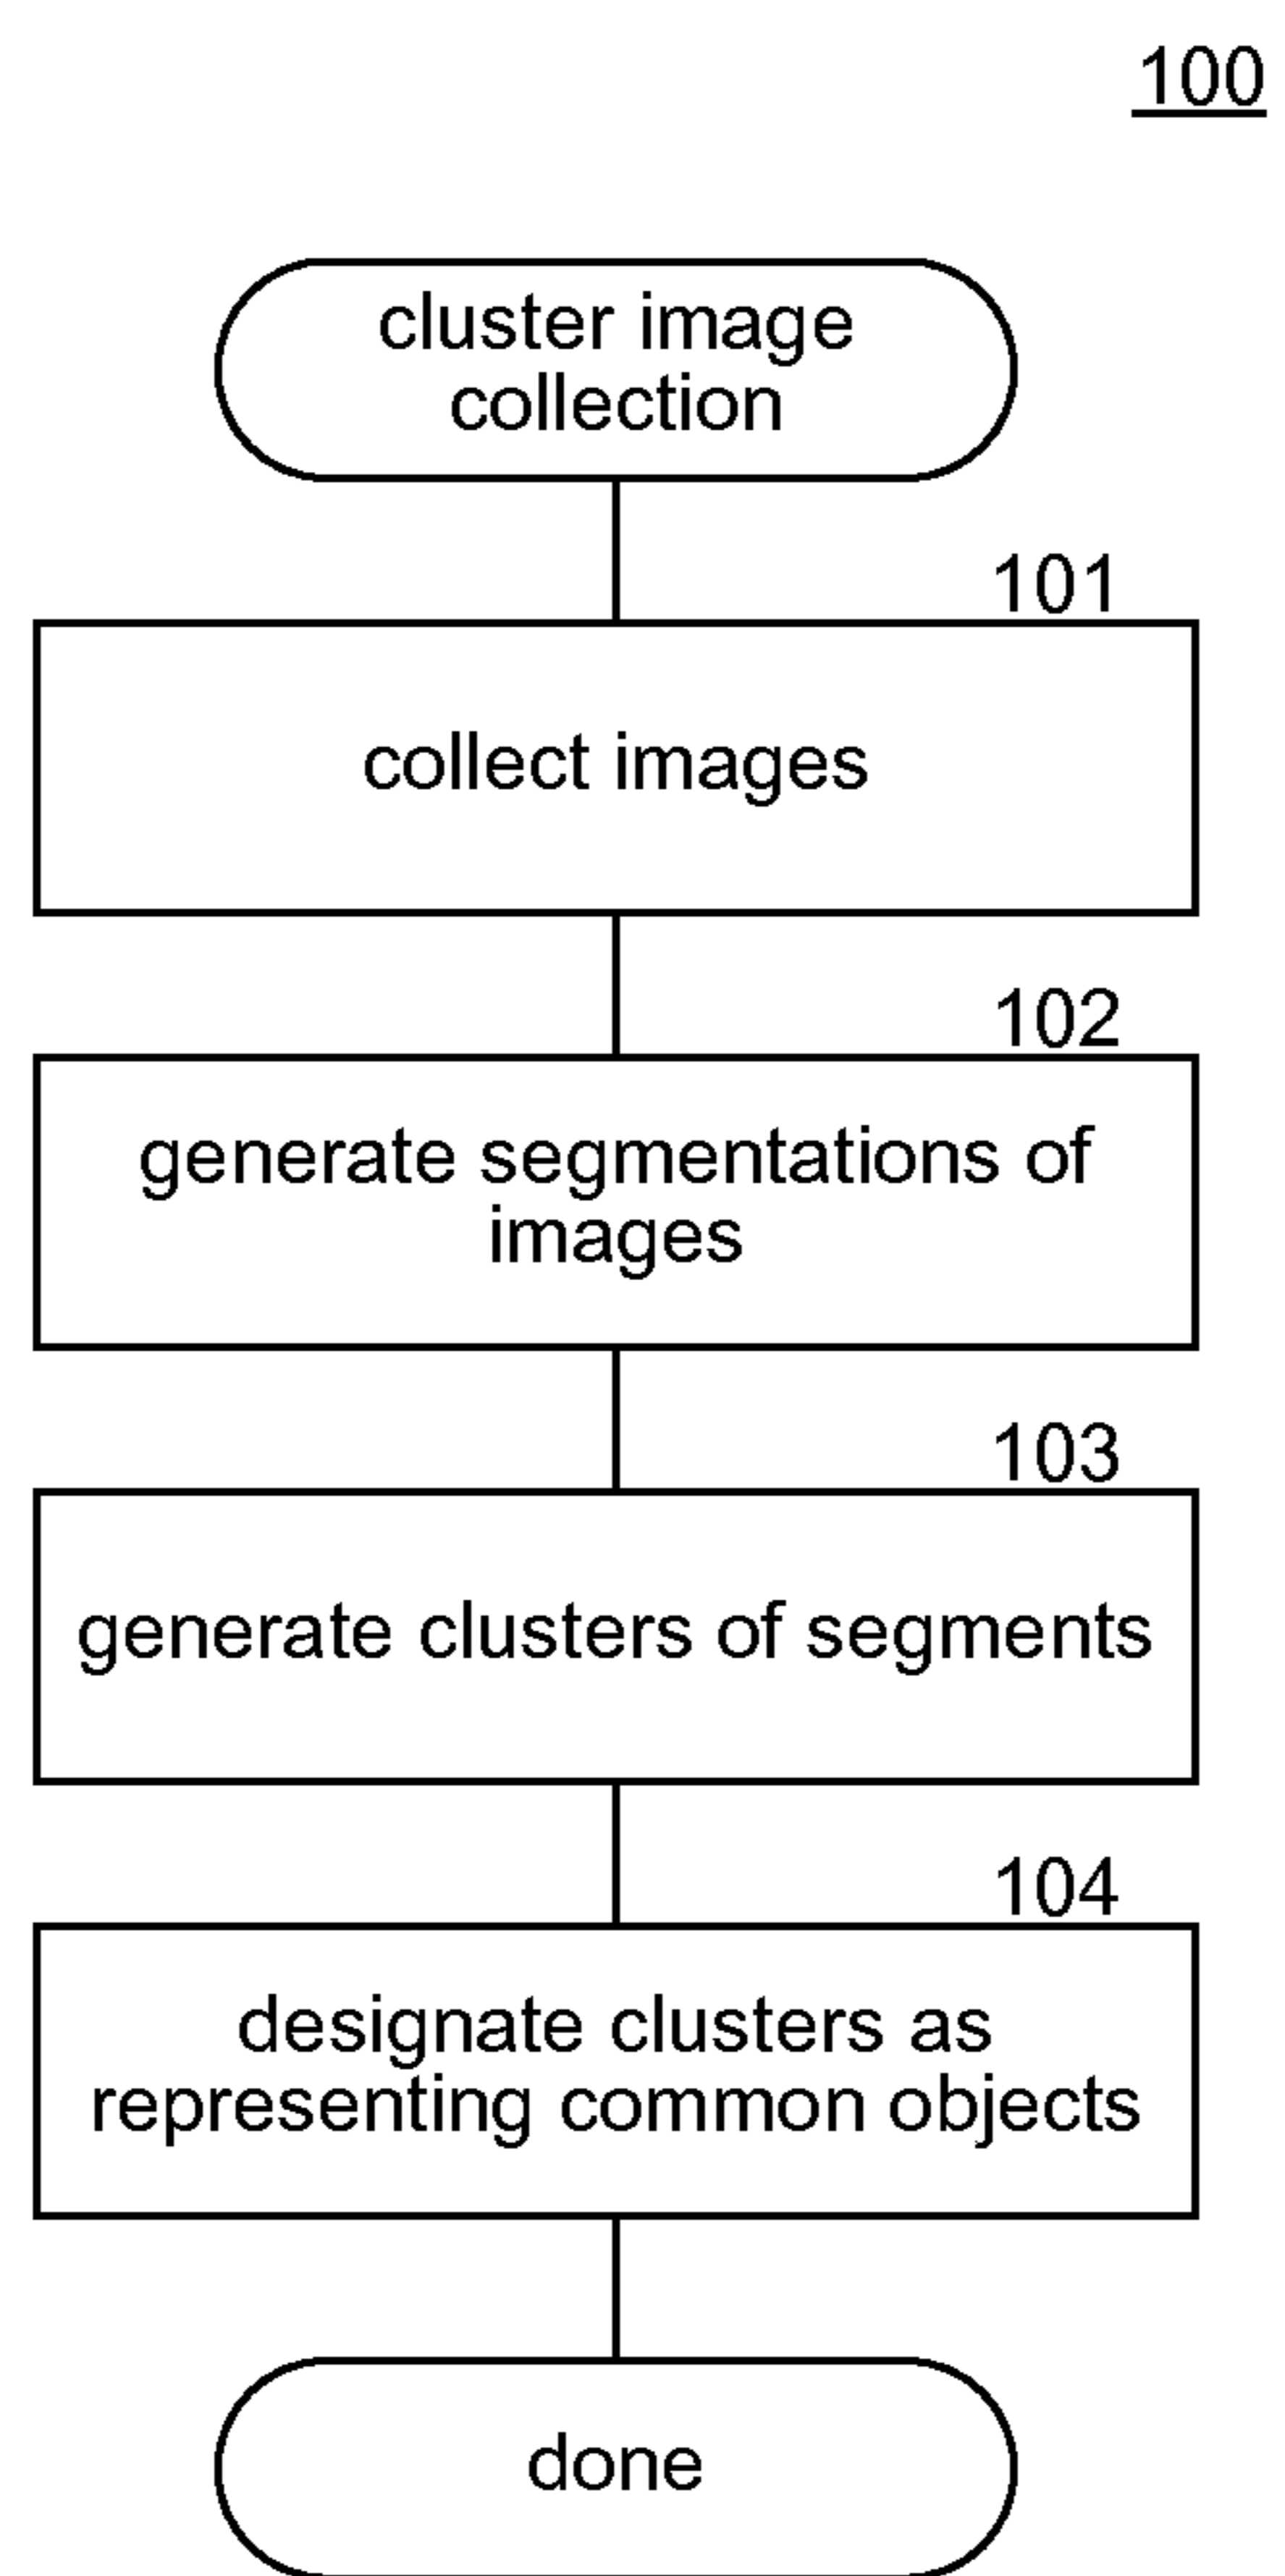 100
cluster image
collection
101
collect images
102
generate segmentations of
images
103
generate clusters of segments
104
designate clusters as
representing common objects
done